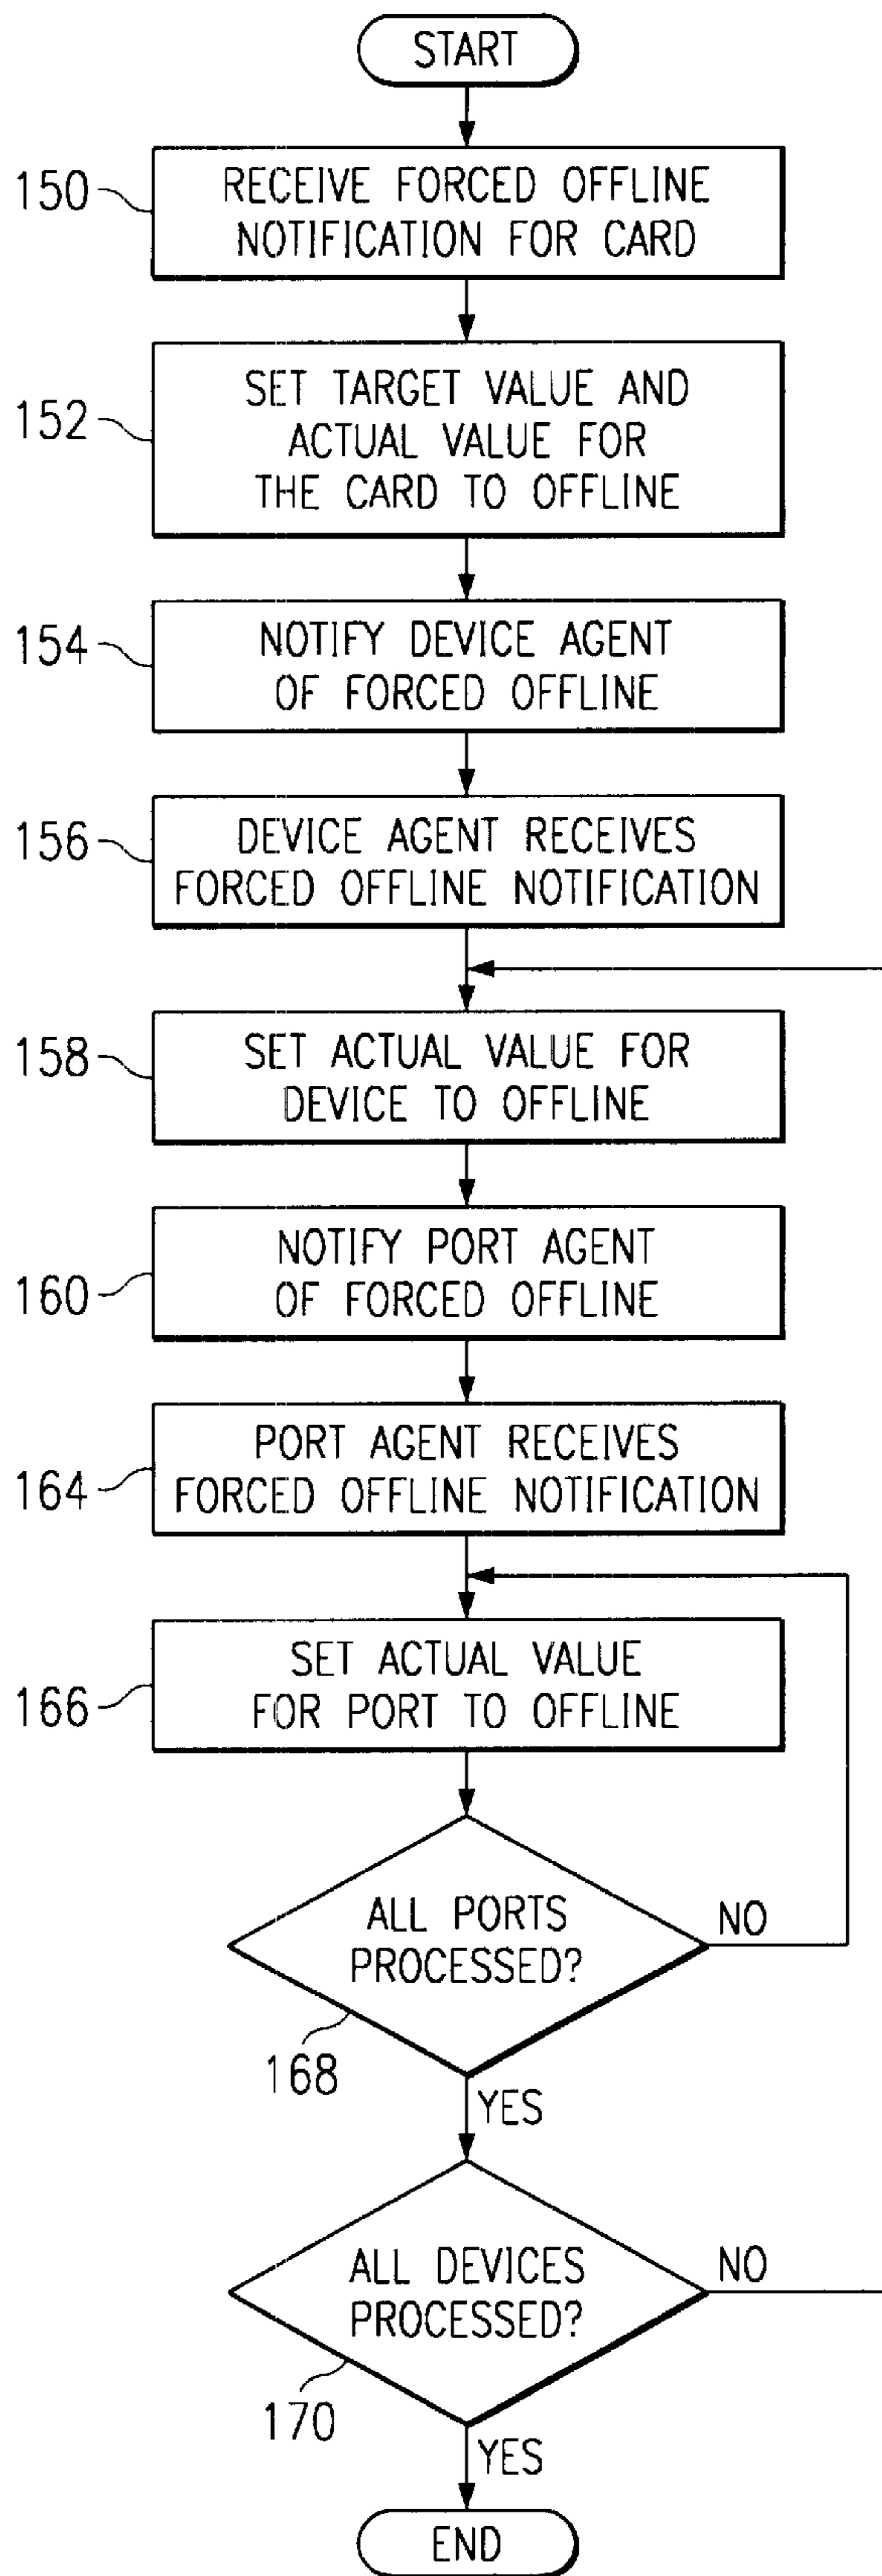 START
150
RECEIVE FORCED OFFLINE
NOTIFICATION FOR CARD
152
SET TARGET VALUE AND
ACTUAL VALUE FOR
THE CARD TO OFFLINE
154
NOTIFY DEVICE AGENT
OF FORCED OFFLINE
156
DEVICE AGENT RECEIVES
FORCED OFFLINE NOTIFICATION
158
SET ACTUAL VALUE FOR
DEVICE TO OFFLINE
160
NOTIFY PORT AGENT
OF FORCED OFFLINE
164
PORT AGENT RECEIVES
FORCED OFFLINE NOTIFICATION
166
SET ACTUAL VALUE
FOR PORT TO OFFLINE
ALL PORTS
PROCESSED?
NO
168
YES
ALL DEVICES
PROCESSED?
NO
170
YES
END